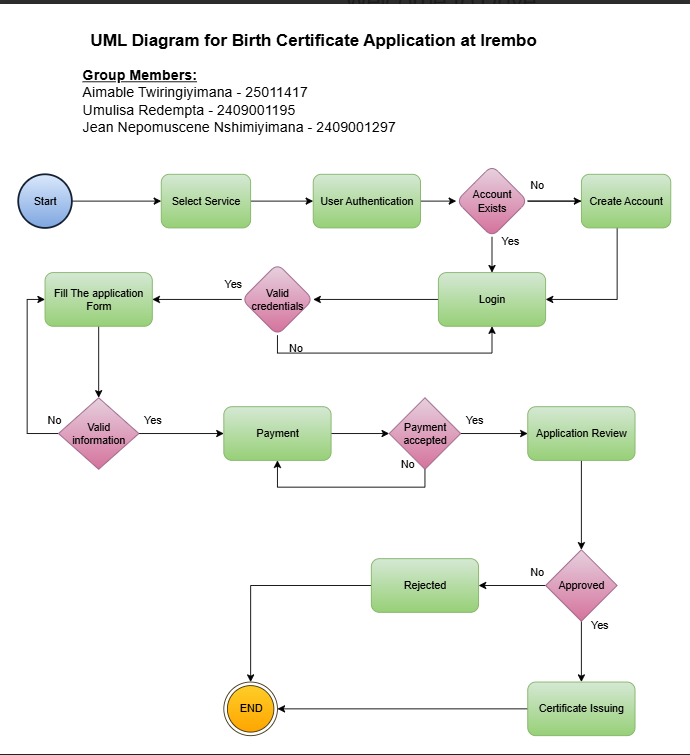 UML Diagram for Birth Certificate Application at Irembo
Group Members:
Aimable Twiringiyimana - 25011417
Umulisa Redempta - 2409001195
Jean Nepomuscene Nshimiyimana - 2409001297
Start
Select Service
User Authentication
Account
Exists
No
Create Account
Yes
Fill The application
Form
Yes
Valid
credentials
Login
No
No
Valid
information
Yes
Payment
Payment
accepted
Yes
No
Application Review
Rejected
No
Approved
Yes
END
Certificate Issuing